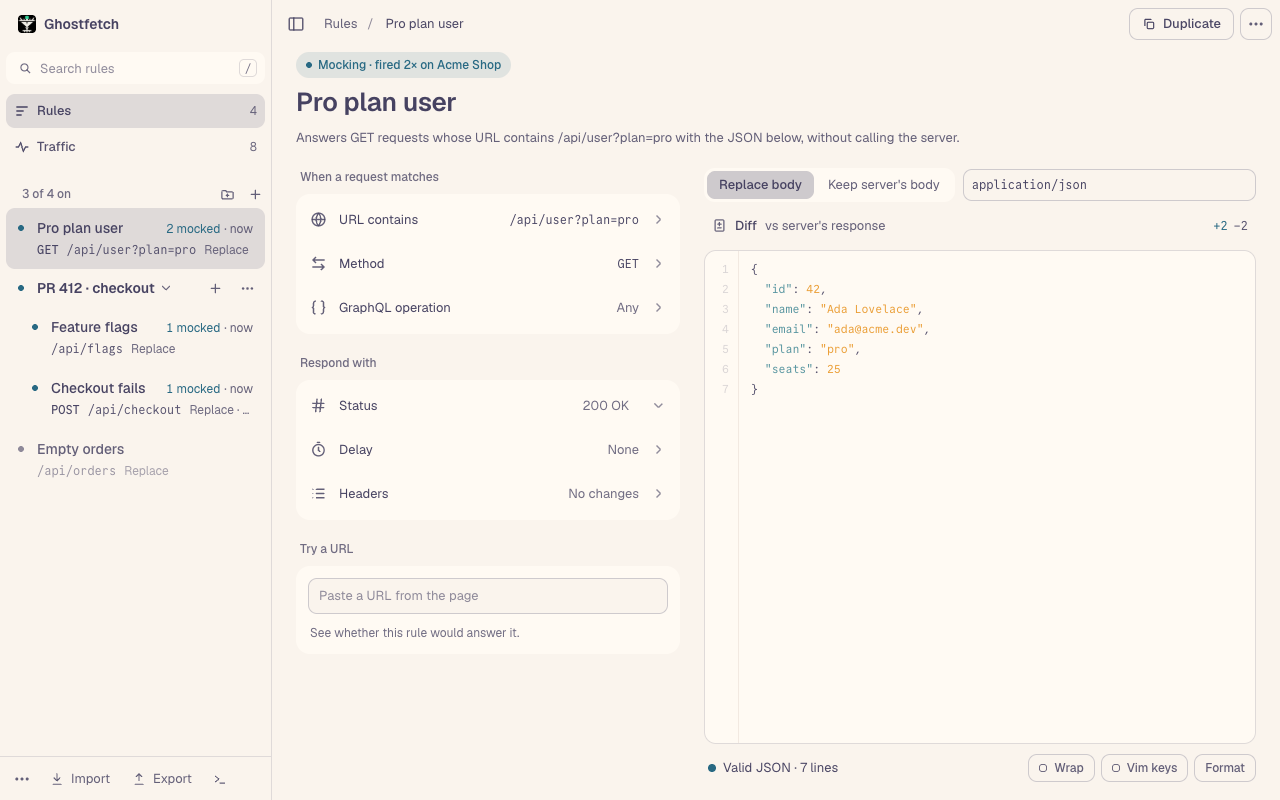 Ghostfetch
Search rules /
Rules 4
Traffic 8
3 of 4 on
Pro plan user 2 mocked · now
GET /api/user?plan=pro Replace
PR 412 · checkout
Feature flags 1 mocked · now
/api/flags Replace
Checkout fails 1 mocked · now
POST /api/checkout Replace · …
Empty orders
/api/orders Replace
Import Export
Rules / Pro plan user
Duplicate
Mocking · fired 2× on Acme Shop
Pro plan user
Answers GET requests whose URL contains /api/user?plan=pro with the JSON below, without calling the server.
When a request matches
URL contains /api/user?plan=pro
Method GET
GraphQL operation Any
Respond with
Status 200 OK
Delay None
Headers No changes
Try a URL
Paste a URL from the page
See whether this rule would answer it.
Replace body Keep server's body application/json
Diff vs server's response +2 −2
1 {
2 "id": 42,
3 "name": "Ada Lovelace",
4 "email": "ada@acme.dev",
5 "plan": "pro",
6 "seats": 25
7 }
Valid JSON · 7 lines
Wrap Vim keys Format